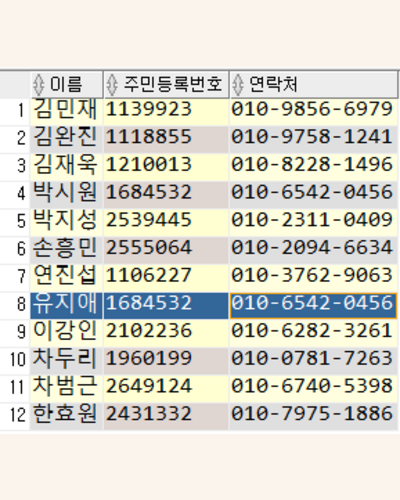 이름 주민등록번호 연락처
1 김민재 1139923 010-9856-6979
2 김완진 1118855 010-9758-1241
3 김재욱 1210013 010-8228-1496
4 박시원 1684532 010-6542-0456
5 박지성 2539445 010-2311-0409
6 손흥민 2555064 010-2094-6634
7 연진섭 1106227 010-3762-9063
8 유지애 1684532 010-6542-0456
9 이강인 2102236 010-6282-3261
10 차두리 1960199 010-0781-7263
11 차범근 2649124 010-6740-5398
12 한효원 2431332 010-7975-1886